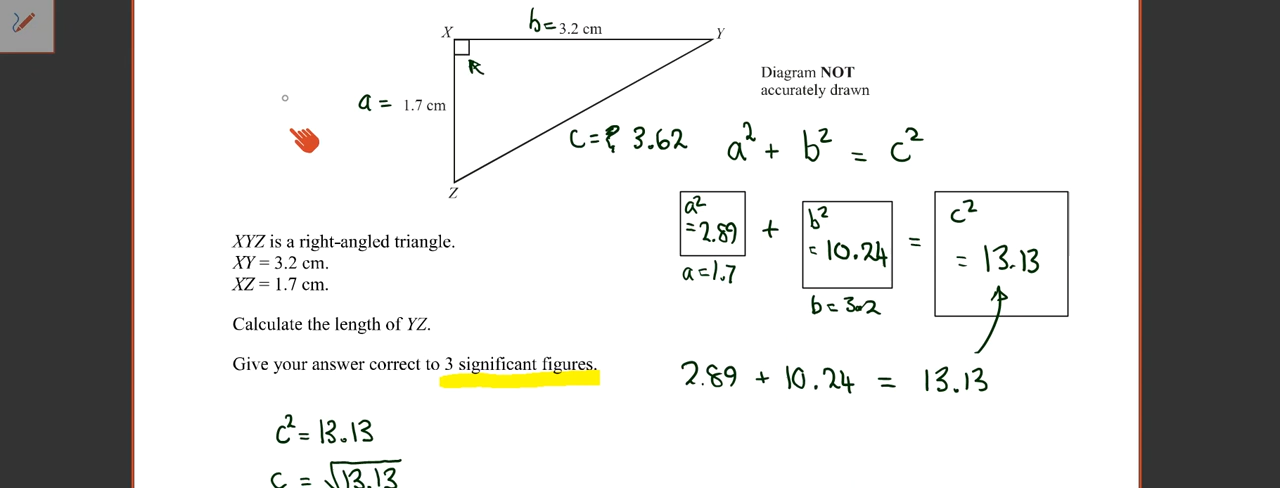 b = 3.2 cm
X
Y
a = 1.7 cm
Z
Diagram NOT
accurately drawn
c = ? 3.62
a² + b² = c²
a²
= 2.89
+
b²
= 10.24
=
c²
= 13.13
a = 1.7
b = 3.2
XYZ is a right-angled triangle.
XY = 3.2 cm.
XZ = 1.7 cm.
Calculate the length of YZ.
Give your answer correct to 3 significant figures.
2.89 + 10.24 = 13.13
c² = 13.13
c = √13.13